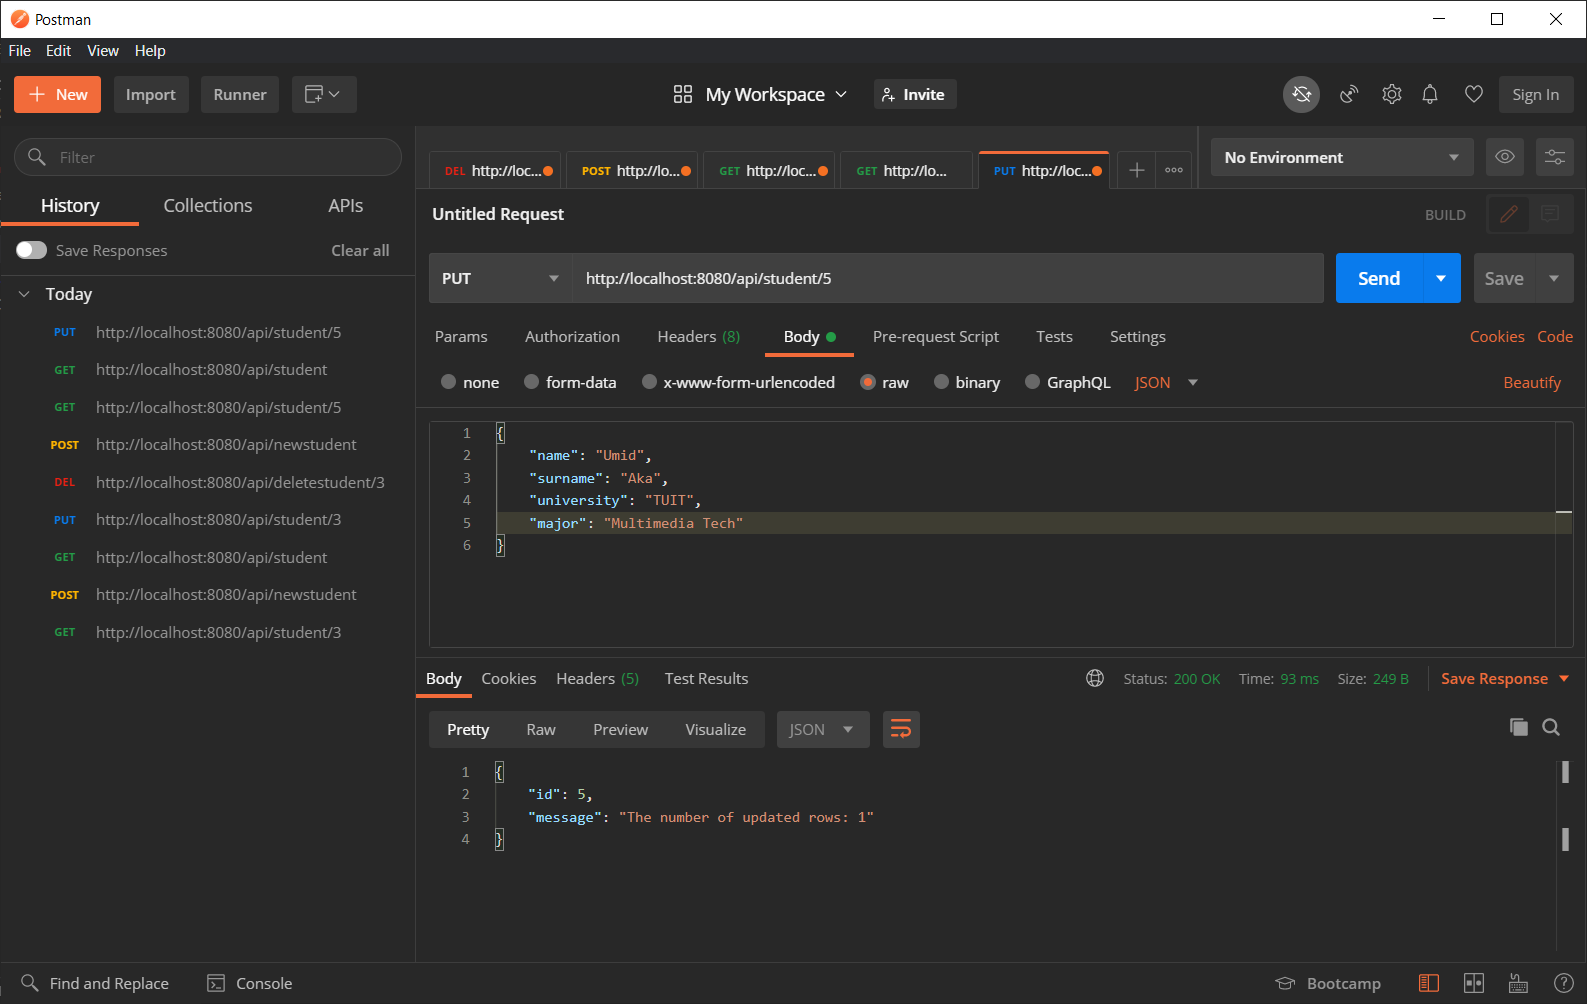 Postman
File Edit View Help
New Import Runner My Workspace Invite Sign In
Filter
DEL http://loc... POST http://lo... GET http://loc... GET http://lo... PUT http://loc... No Environment
History Collections APIs
Untitled Request BUILD
Save Responses Clear all
PUT http://localhost:8080/api/student/5 Send Save
Today
PUT http://localhost:8080/api/student/5
GET http://localhost:8080/api/student
GET http://localhost:8080/api/student/5
POST http://localhost:8080/api/newstudent
DEL http://localhost:8080/api/deletestudent/3
PUT http://localhost:8080/api/student/3
GET http://localhost:8080/api/student
POST http://localhost:8080/api/newstudent
GET http://localhost:8080/api/student/3
Params Authorization Headers (8) Body Pre-request Script Tests Settings Cookies Code
none form-data x-www-form-urlencoded raw binary GraphQL JSON Beautify
1 {
2 "name": "Umid",
3 "surname": "Aka",
4 "university": "TUIT",
5 "major": "Multimedia Tech"
6 }
Body Cookies Headers (5) Test Results Status: 200 OK Time: 93 ms Size: 249 B Save Response
Pretty Raw Preview Visualize JSON
1 {
2 "id": 5,
3 "message": "The number of updated rows: 1"
4 }
Find and Replace Console Bootcamp